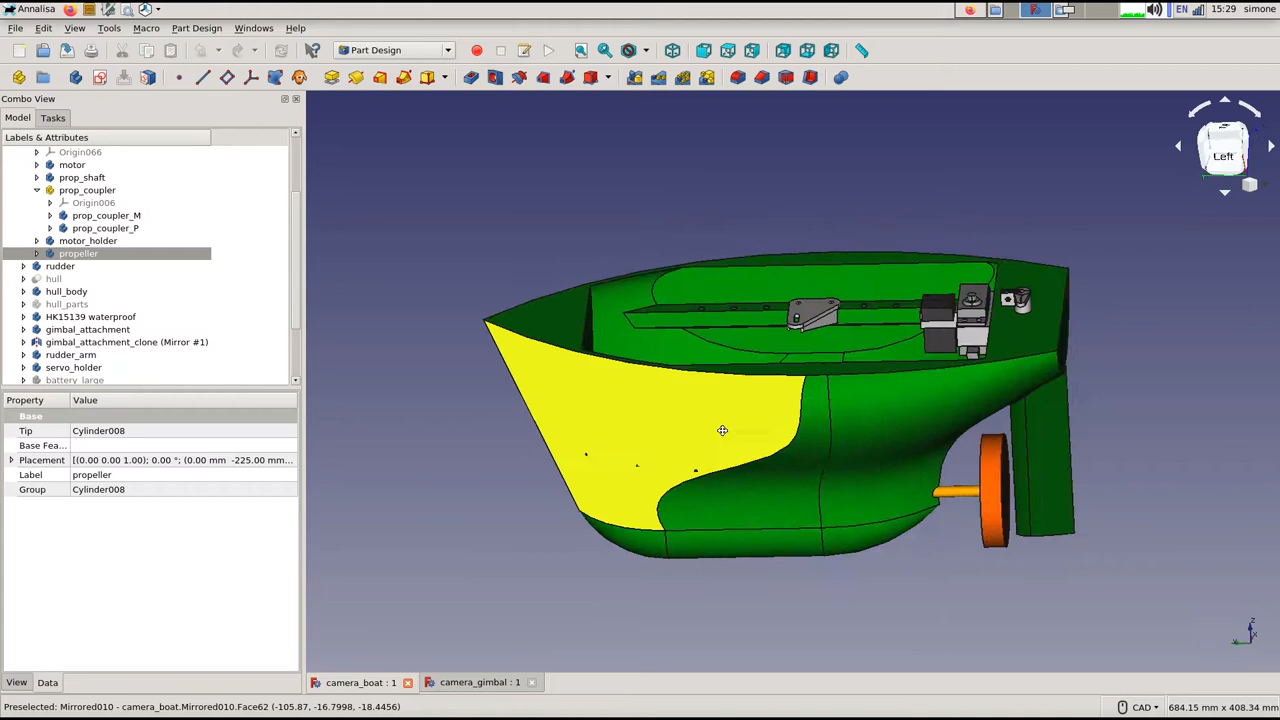 Annalisa
EN
15:29
simone
File Edit View Tools Macro Part Design Windows Help
Part Design
Combo View
Model Tasks
Labels & Attributes
Origin066
motor
prop_shaft
prop_coupler
Origin006
prop_coupler_M
prop_coupler_P
motor_holder
propeller
rudder
hull
hull_body
hull_parts
HK15139 waterproof
gimbal_attachment
gimbal_attachment_clone (Mirror #1)
rudder_arm
servo_holder
battery_large
Property Value
Base
Tip Cylinder008
Base Fea...
Placement [(0.00 0.00 1.00); 0.00 °; (0.00 mm -225.00 mm...
Label propeller
Group Cylinder008
View Data
Left
z
camera_boat : 1
camera_gimbal : 1
Preselected: Mirrored010 - camera_boat.Mirrored010.Face62 (-105.87, -16.7998, -18.4456)
CAD
684.15 mm x 408.34 mm